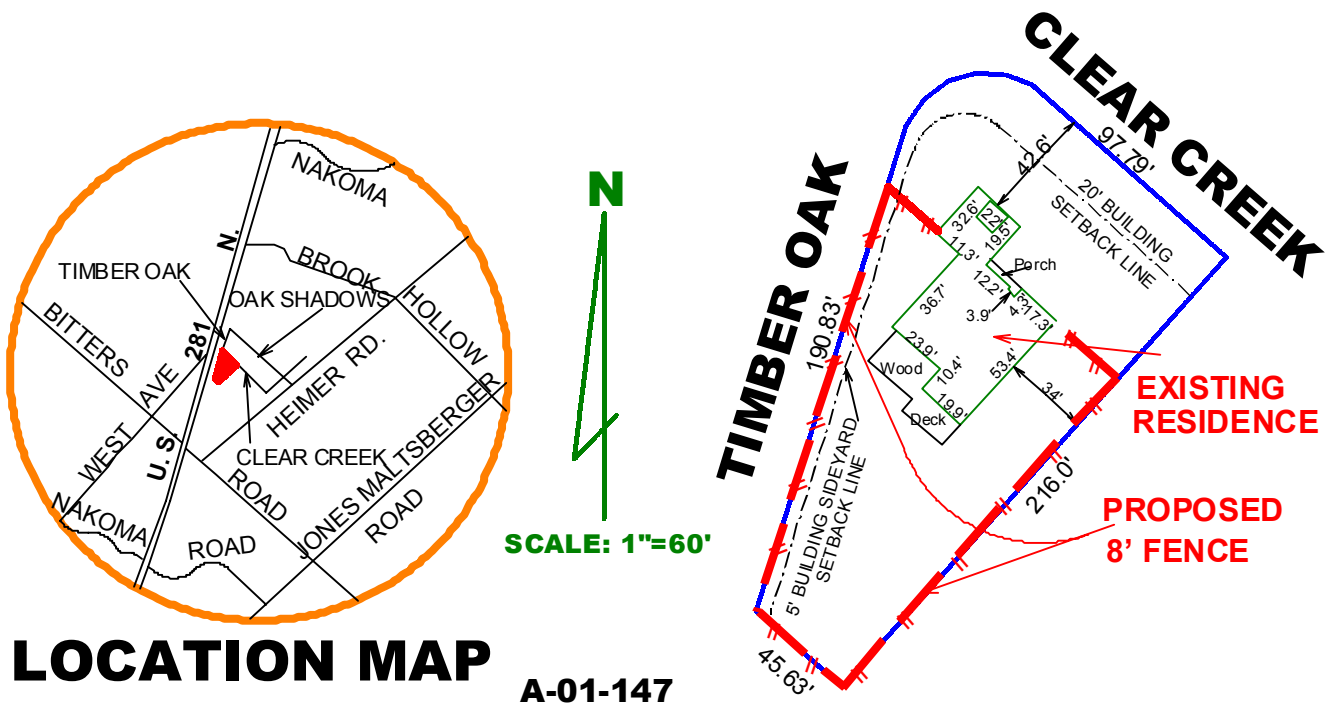 NAKOMA
N.
TIMBER OAK
BROOK
OAK SHADOWS
HOLLOW
BITTERS
281
AVE
HEIMER RD.
WEST
U. S.
CLEAR CREEK
JONES MALTSBERGER
ROAD
ROAD
NAKOMA
ROAD
LOCATION MAP
N
SCALE: 1"=60'
A-01-147
CLEAR CREEK
97.79'
42.6'
20' BUILDING
SETBACK LINE
TIMBER OAK
190.83'
32.6'
22'
19.5'
11.3'
Porch
12.2'
4'
17.3'
3.9'
36.7'
23.9'
Wood
10.4'
53.4'
19.9'
Deck
34'
EXISTING
RESIDENCE
216.0'
5' BUILDING SIDEYARD
SETBACK LINE
PROPOSED
8’ FENCE
45.63'